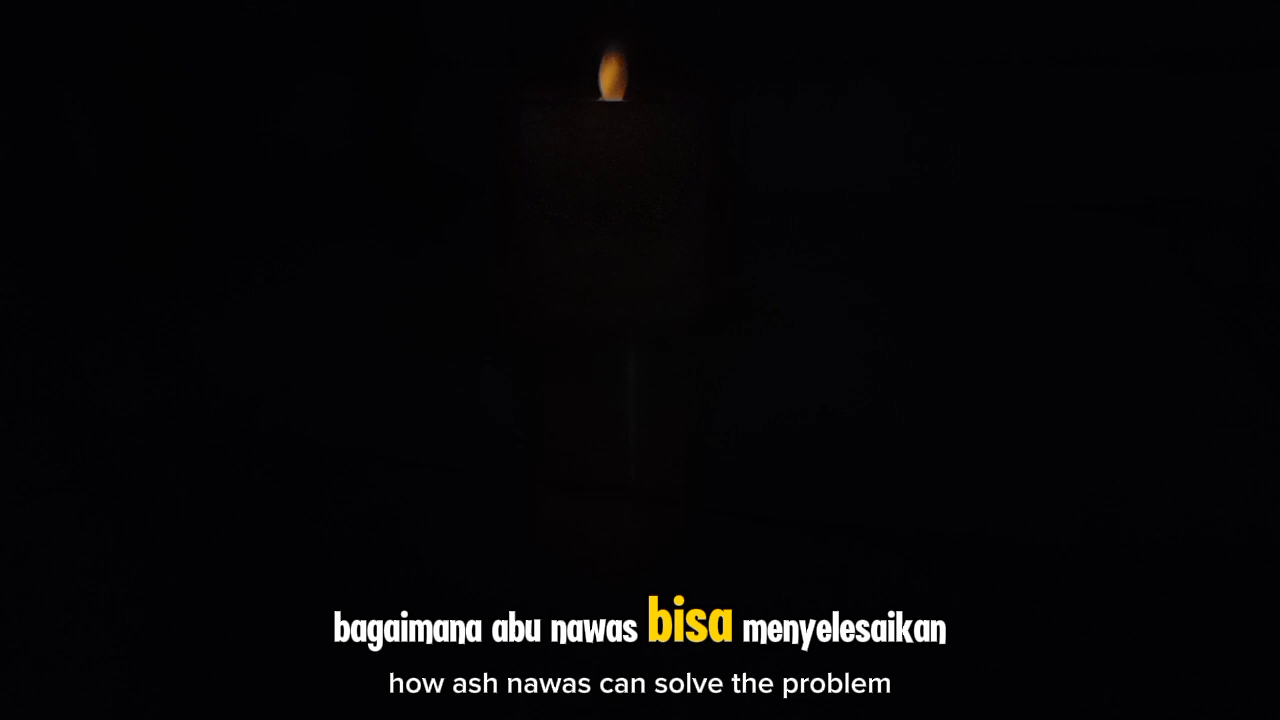 bagaimana abu nawas bisa menyelesaikan
how ash nawas can solve the problem